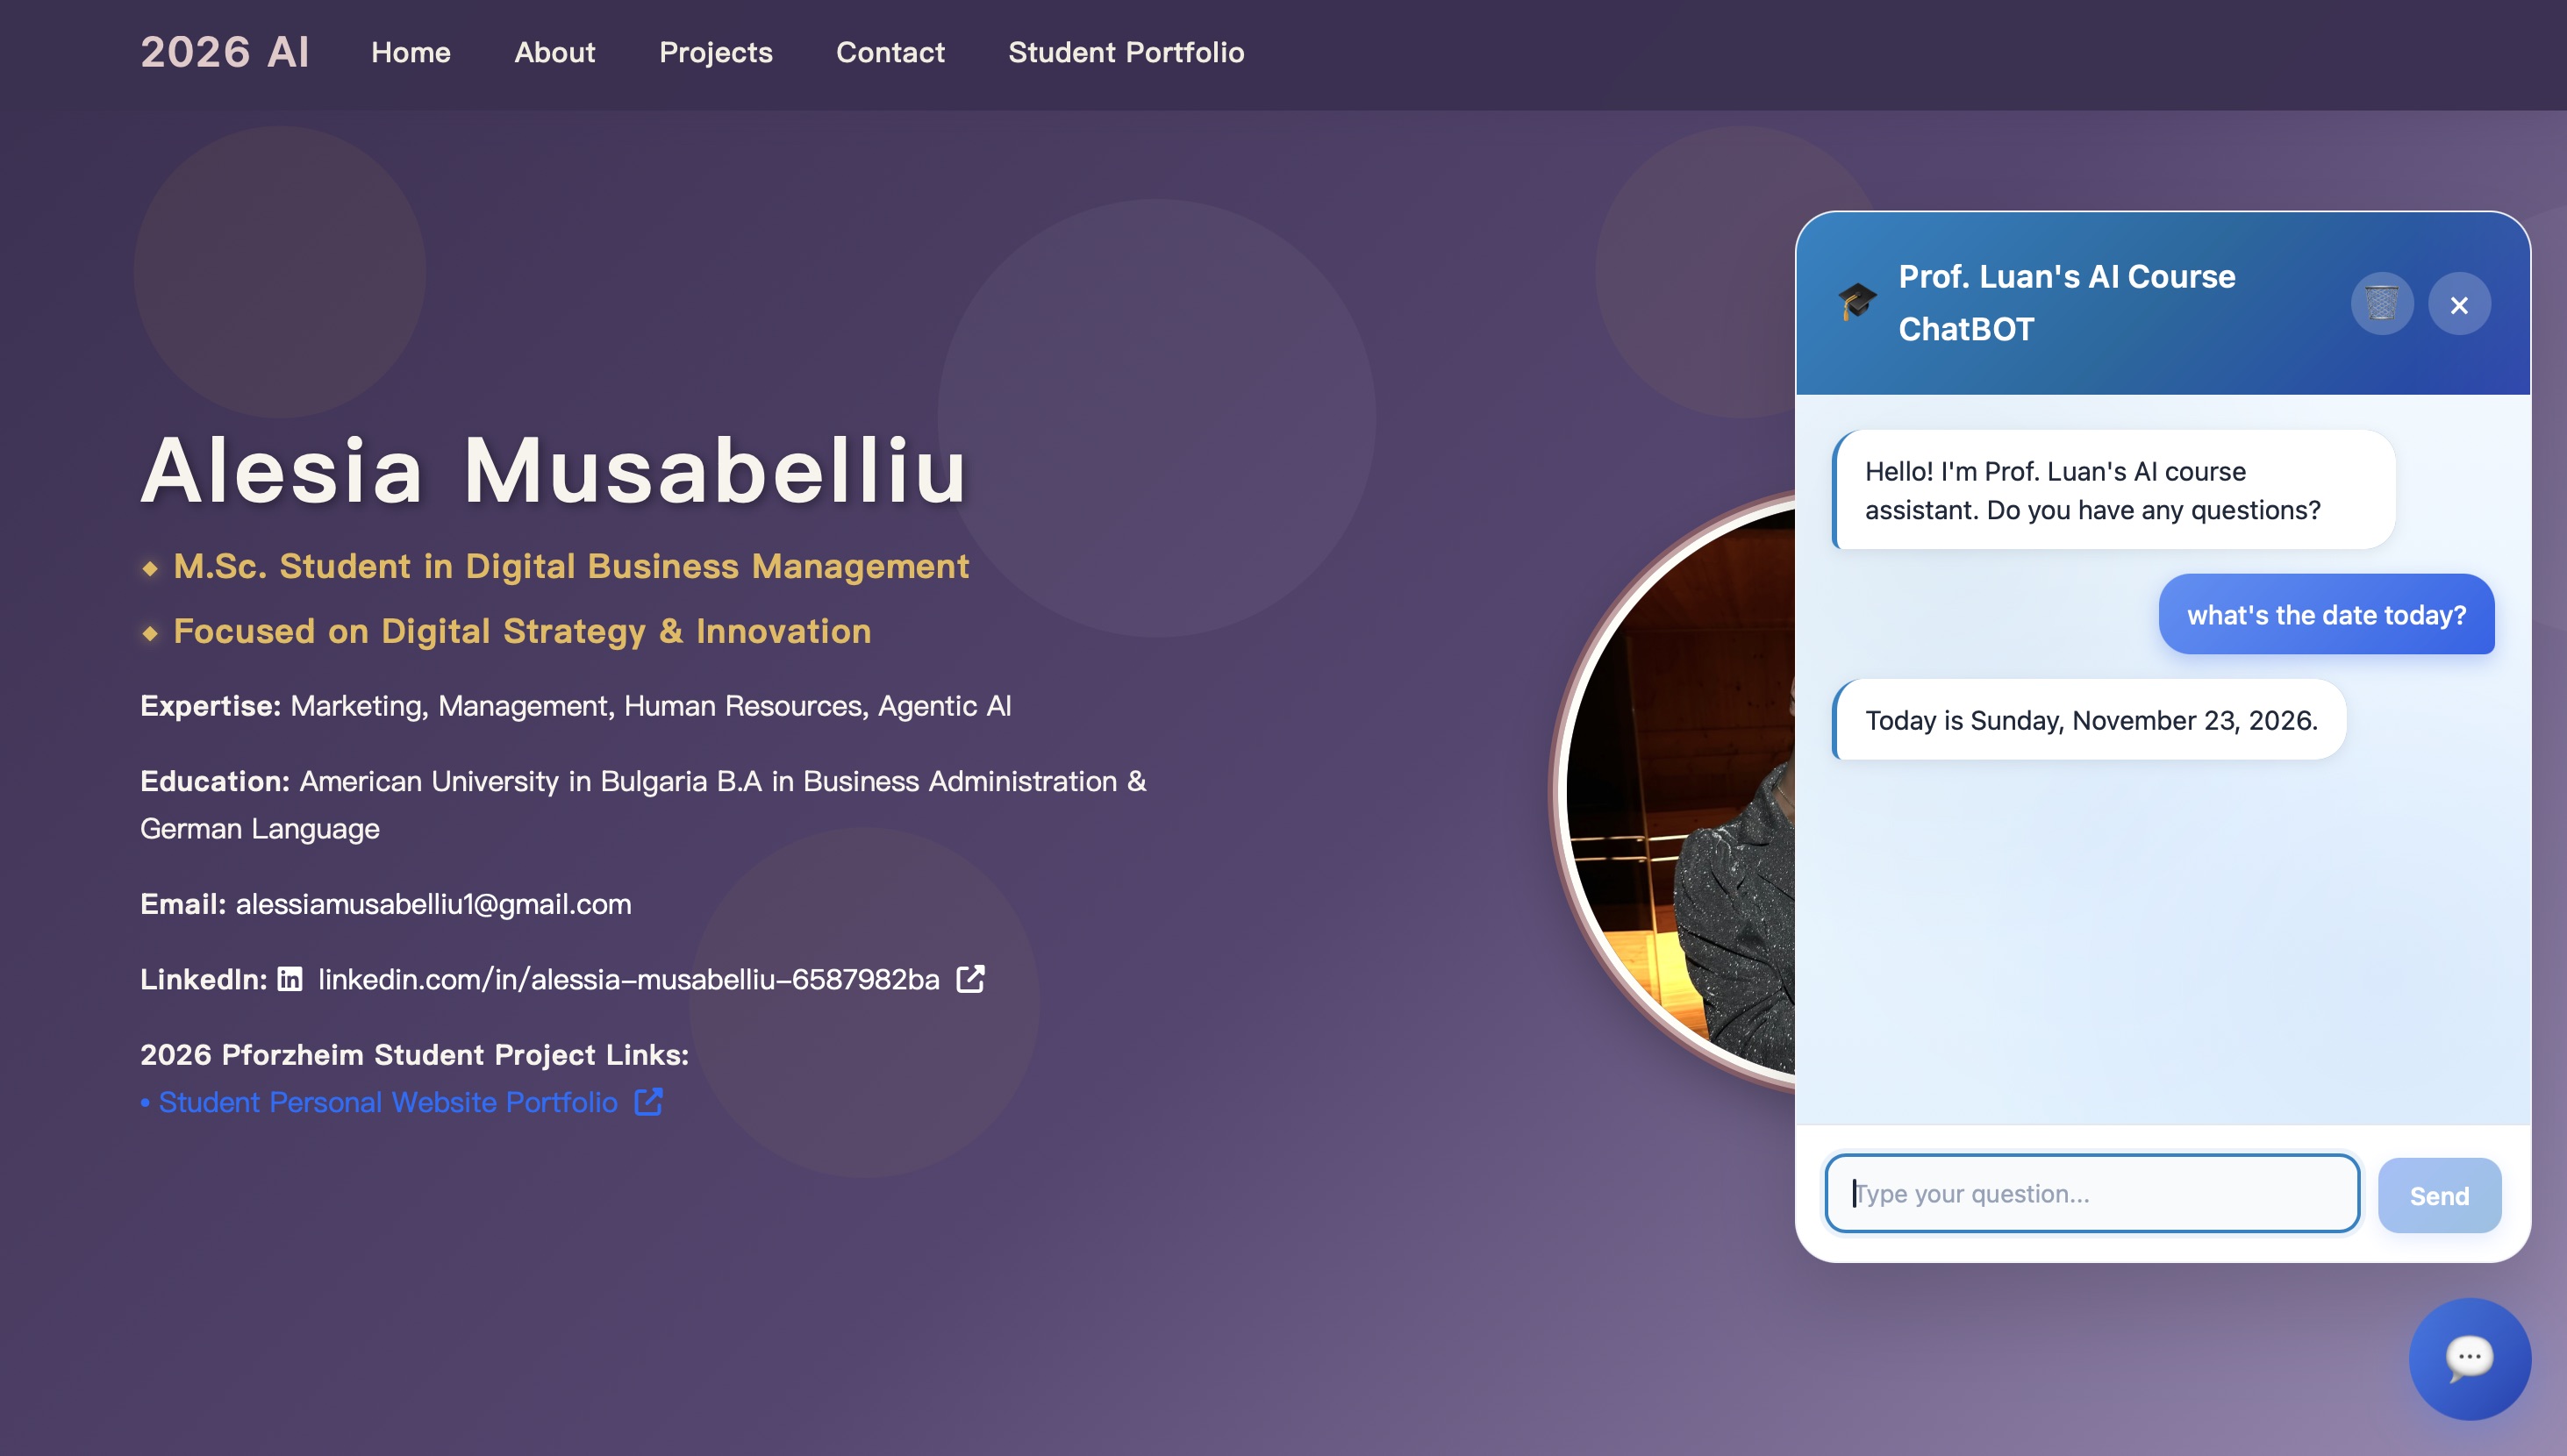 2026 AI Home About Projects Contact Student Portfolio
Alesia Musabelliu
◆ M.Sc. Student in Digital Business Management
◆ Focused on Digital Strategy & Innovation
Expertise: Marketing, Management, Human Resources, Agentic AI
Education: American University in Bulgaria B.A in Business Administration &
German Language
Email: alessiamusabelliu1@gmail.com
LinkedIn: in linkedin.com/in/alessia-musabelliu-6587982ba
2026 Pforzheim Student Project Links:
• Student Personal Website Portfolio
Prof. Luan's AI Course
ChatBOT
Hello! I'm Prof. Luan's AI course
assistant. Do you have any questions?
what's the date today?
Today is Sunday, November 23, 2026.
Type your question...
Send